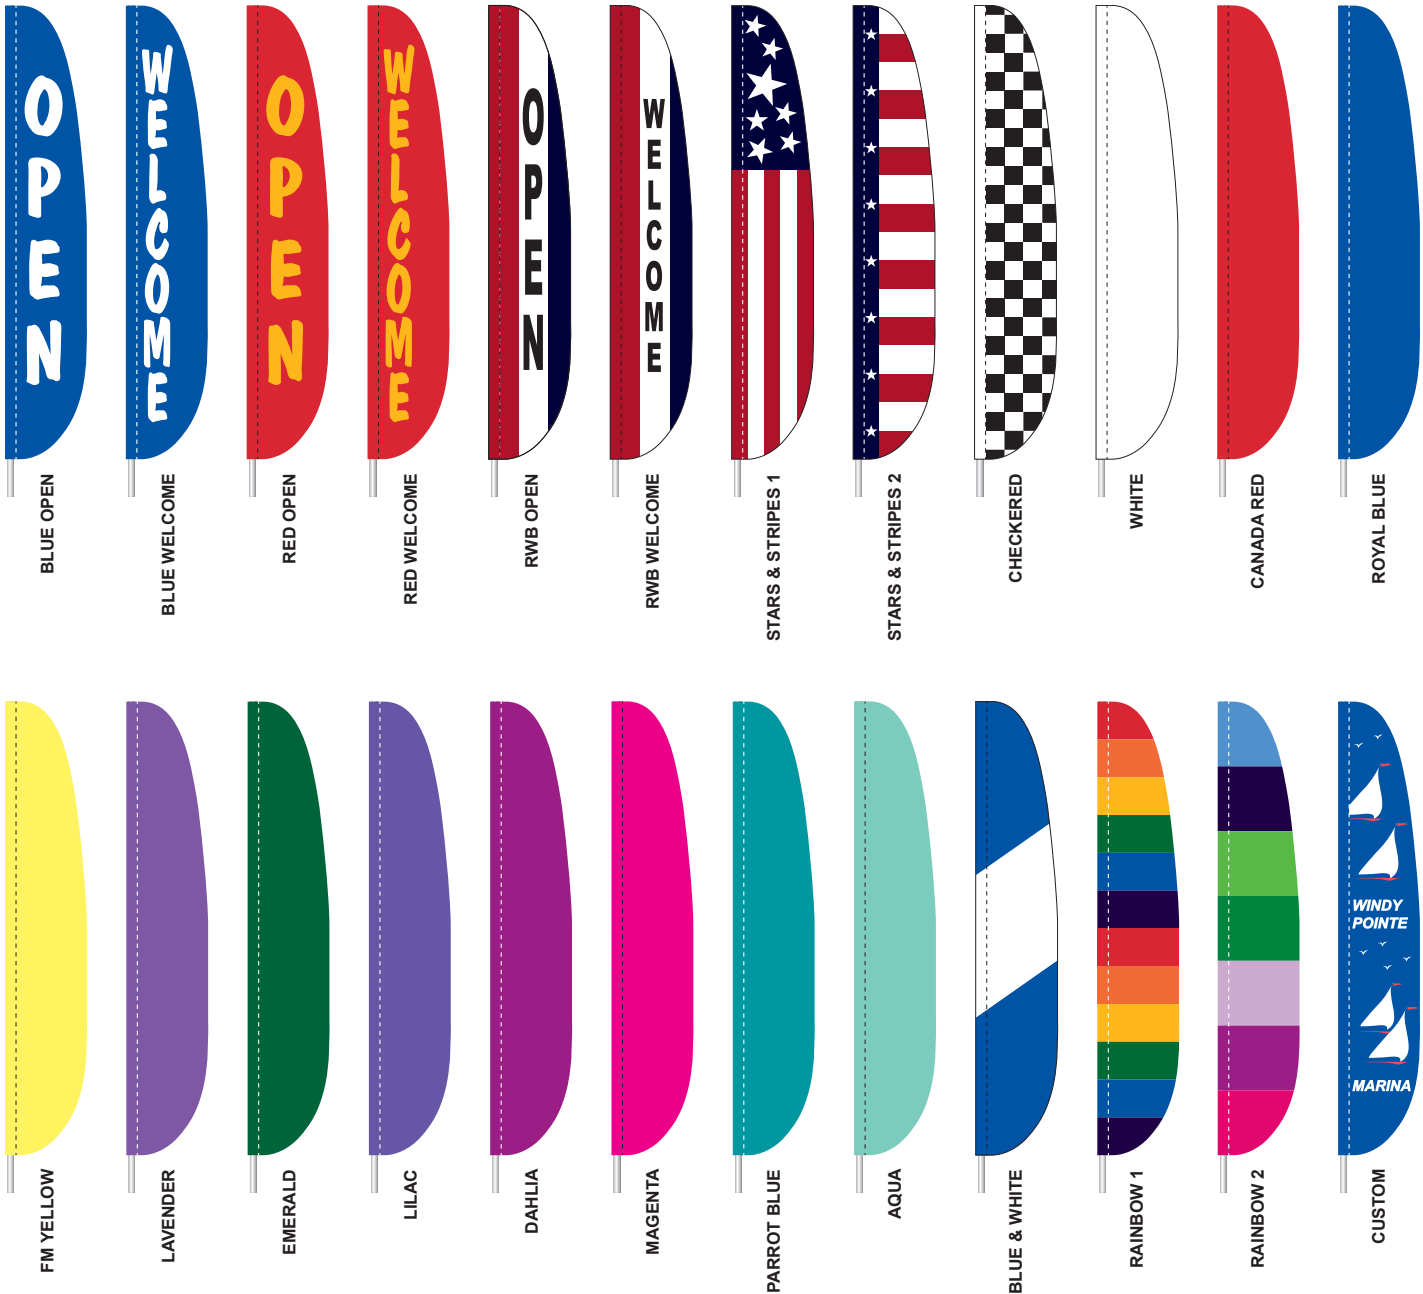 OPEN
WELCOME
OPEN
WELCOME
OPEN
WELCOME
BLUE OPEN
BLUE WELCOME
RED OPEN
RED WELCOME
RWB OPEN
RWB WELCOME
STARS & STRIPES 1
STARS & STRIPES 2
CHECKERED
WHITE
CANADA RED
ROYAL BLUE
WINDY
POINTE
MARINA
FM YELLOW
LAVENDER
EMERALD
LILAC
DAHLIA
MAGENTA
PARROT BLUE
AQUA
BLUE & WHITE
RAINBOW 1
RAINBOW 2
CUSTOM